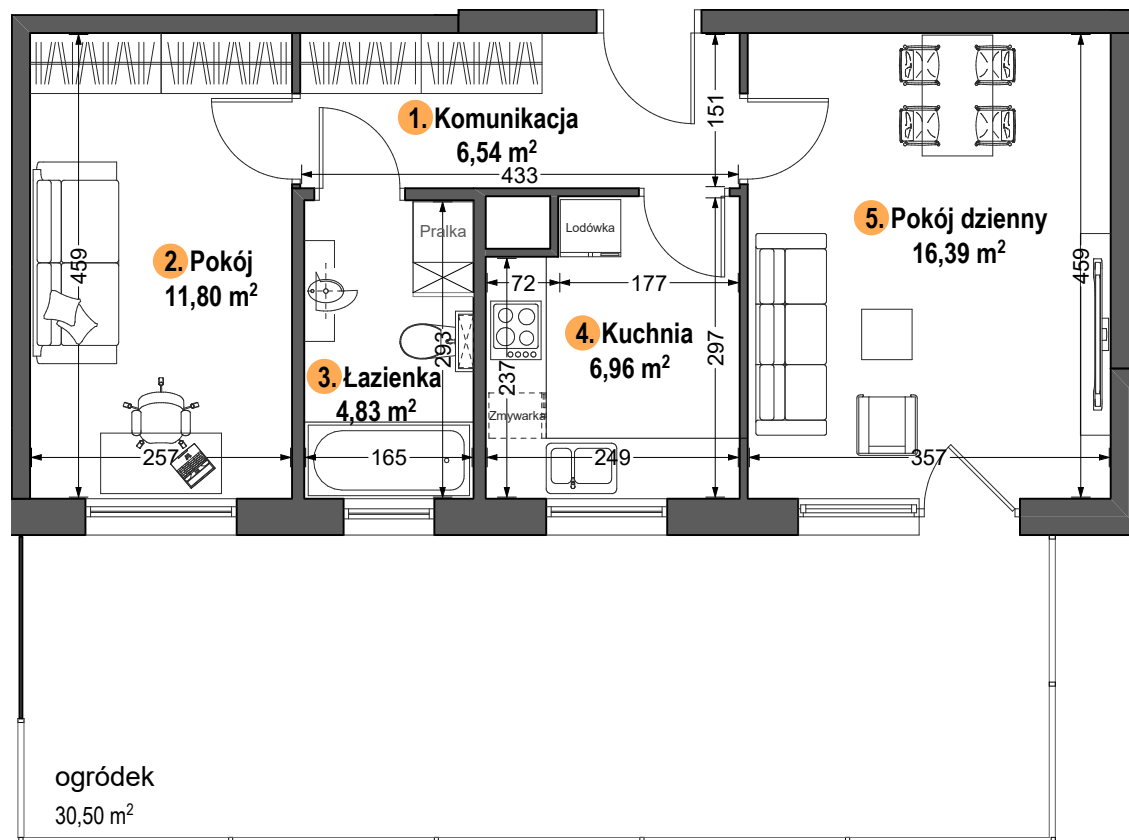 1. Komunikacja
6,54 m²
433
151
459
2. Pokój
11,80 m²
257
Pralka
293
3. Łazienka
4,83 m²
165
Lodówka
72
177
4. Kuchnia
6,96 m²
237
297
Zmywarka
249
5. Pokój dzienny
16,39 m²
459
357
ogródek
30,50 m²